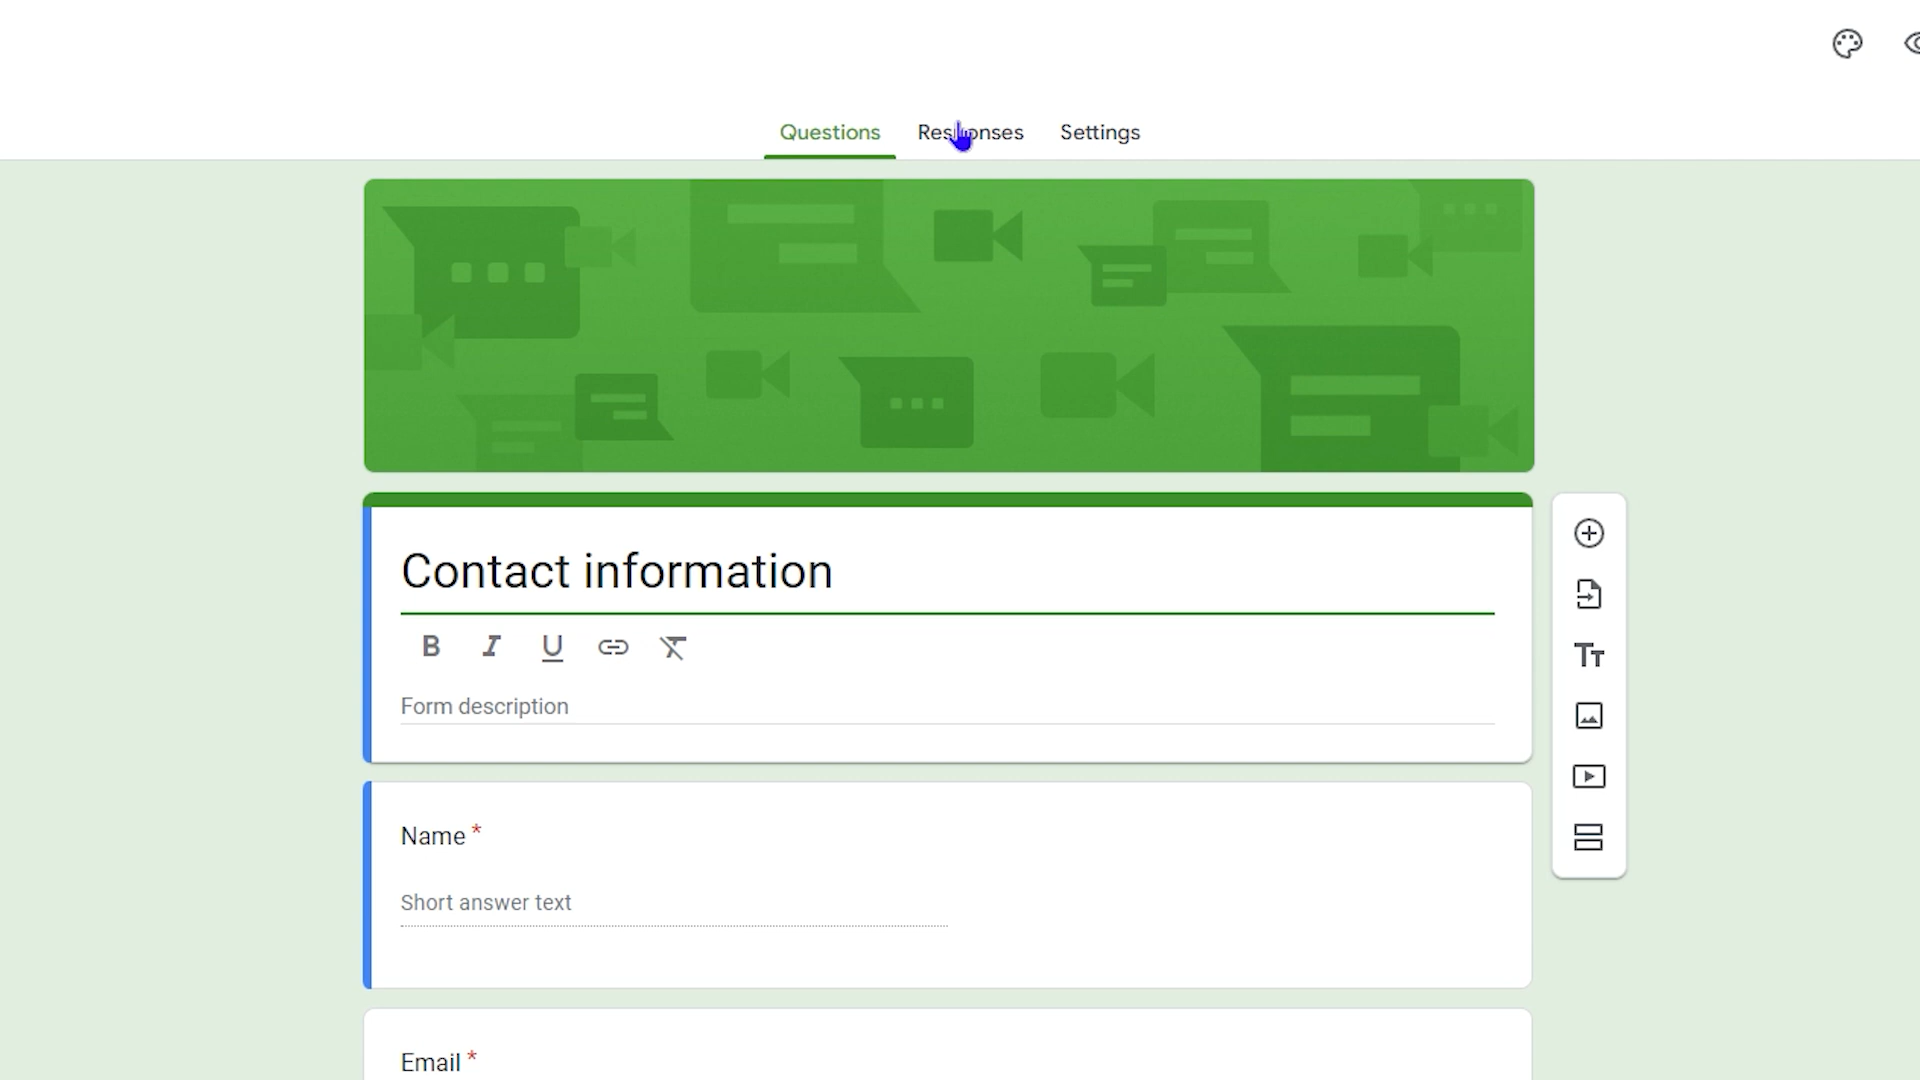 Questions Responses Settings
Contact information
B I U
Form description
Name *
Short answer text
Email *